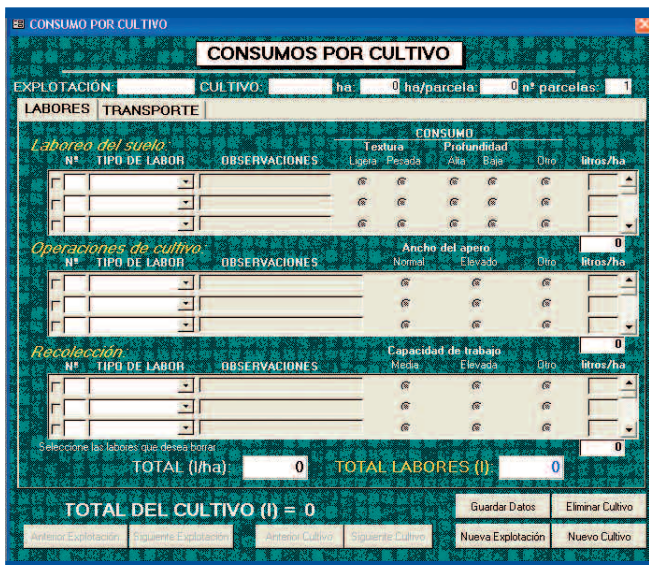 CONSUMO POR CULTIVO
CONSUMOS POR CULTIVO
EXPLOTACIÓN: CULTIVO: ha: 0 ha/parcela: 0 nº parcelas: 1
LABORES TRANSPORTE
CONSUMO
Laboreo del suelo: Textura Profundidad
Nº TIPO DE LABOR OBSERVACIONES Ligera Pesada Alta Baja Otro litros/ha
0
Operaciones de cultivo: Ancho del apero
Nº TIPO DE LABOR OBSERVACIONES Normal Elevado Otro litros/ha
0
Recolección: Capacidad de trabajo
Nº TIPO DE LABOR OBSERVACIONES Media Elevada Otro litros/ha
0
Seleccione las labores que desea borrar
TOTAL (l/ha): 0 TOTAL LABORES (l): 0
TOTAL DEL CULTIVO (l) = 0
Guardar Datos Eliminar Cultivo
Anterior Explotación Siguiente Explotación Anterior Cultivo Siguiente Cultivo Nueva Explotación Nuevo Cultivo